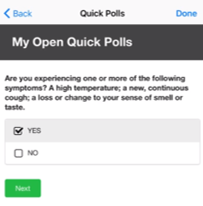 Back Quick Polls Done
My Open Quick Polls
Are you experiencing one or more of the following
symptoms? A high temperature; a new, continuous
cough; a loss or change to your sense of smell or
taste.
YES
NO
Next